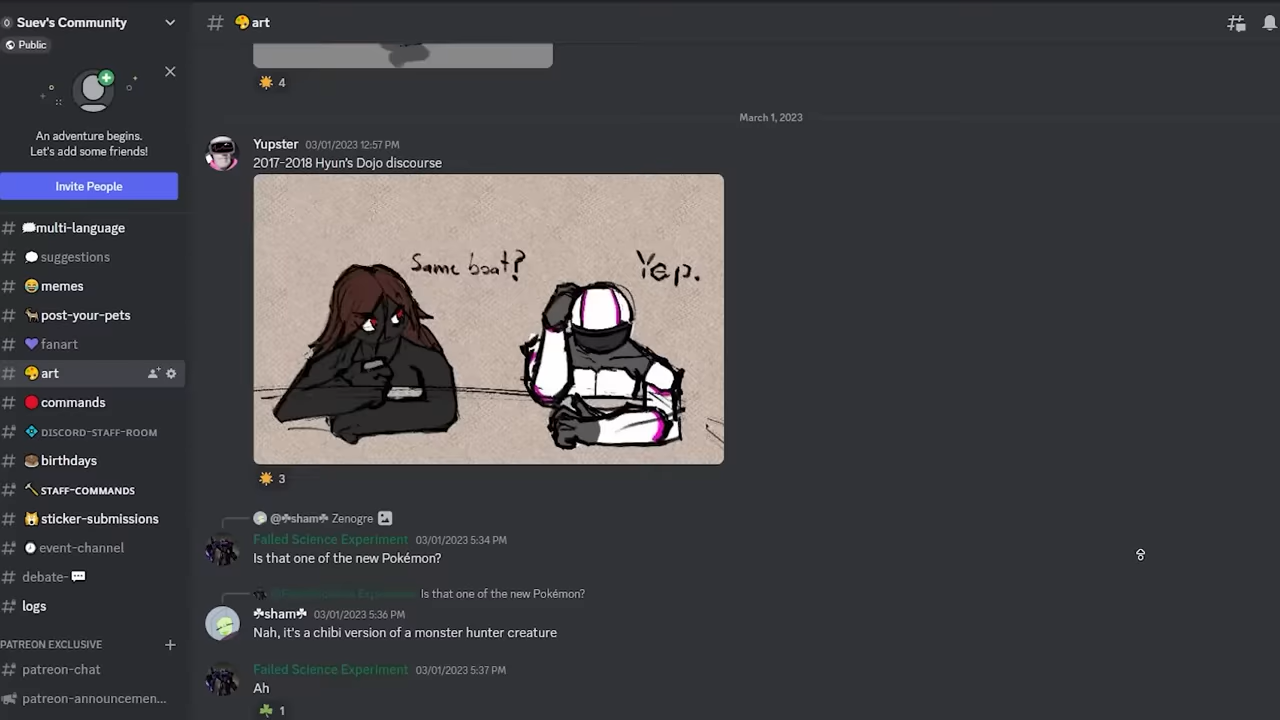 Suev's Community
# art
Public
4
An adventure begins.
Let's add some friends!
Invite People
March 1, 2023
Yupster 03/01/2023 12:57 PM
2017-2018 Hyun's Dojo discourse
Same boat?
Yep.
3
multi-language
suggestions
memes
post-your-pets
fanart
art
commands
DISCORD-STAFF-ROOM
birthdays
STAFF-COMMANDS
sticker-submissions
event-channel
debate-
logs
PATREON EXCLUSIVE
patreon-chat
patreon-announcemen...
@☘sham☘ Zenogre
Failed Science Experiment 03/01/2023 5:34 PM
Is that one of the new Pokémon?
@Failed Science Experiment Is that one of the new Pokémon?
☘sham☘ 03/01/2023 5:36 PM
Nah, it's a chibi version of a monster hunter creature
Failed Science Experiment 03/01/2023 5:37 PM
Ah
1